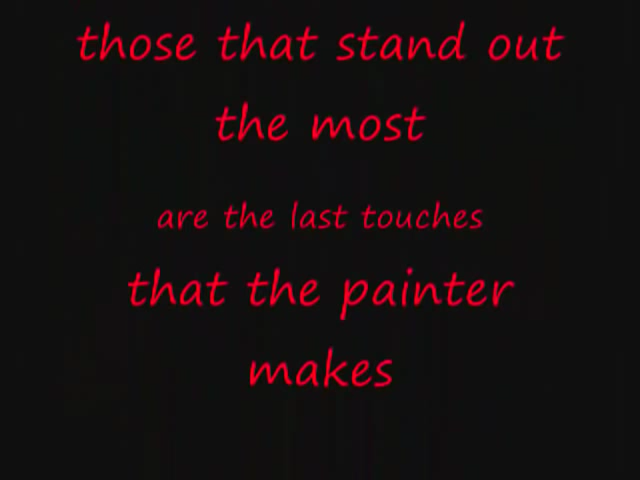 those that stand out
the most
are the last touches
that the painter
makes